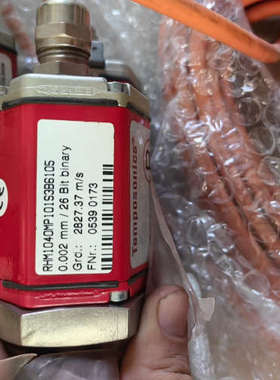 RHM1040MP101S3B6105
0.002 mm / 26 Bit binary
Grd.: 2827.37 m/s
FNr.: 0539 0173
Temposonics